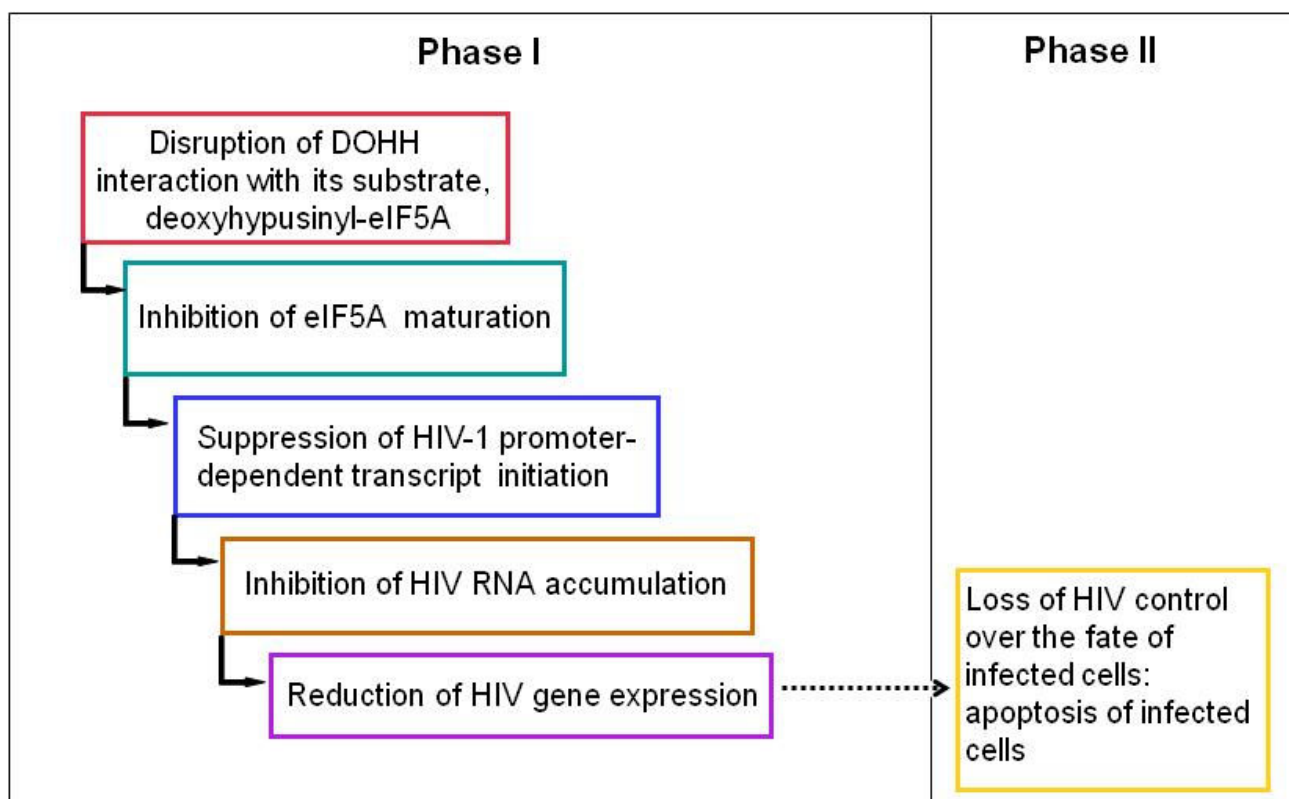 Phase I
Phase II
Disruption of DOHH
interaction with its substrate,
deoxyhypusinyl-eIF5A
Inhibition of eIF5A maturation
Suppression of HIV-1 promoter-
dependent transcript initiation
Inhibition of HIV RNA accumulation
Reduction of HIV gene expression
Loss of HIV control
over the fate of
infected cells:
apoptosis of infected
cells